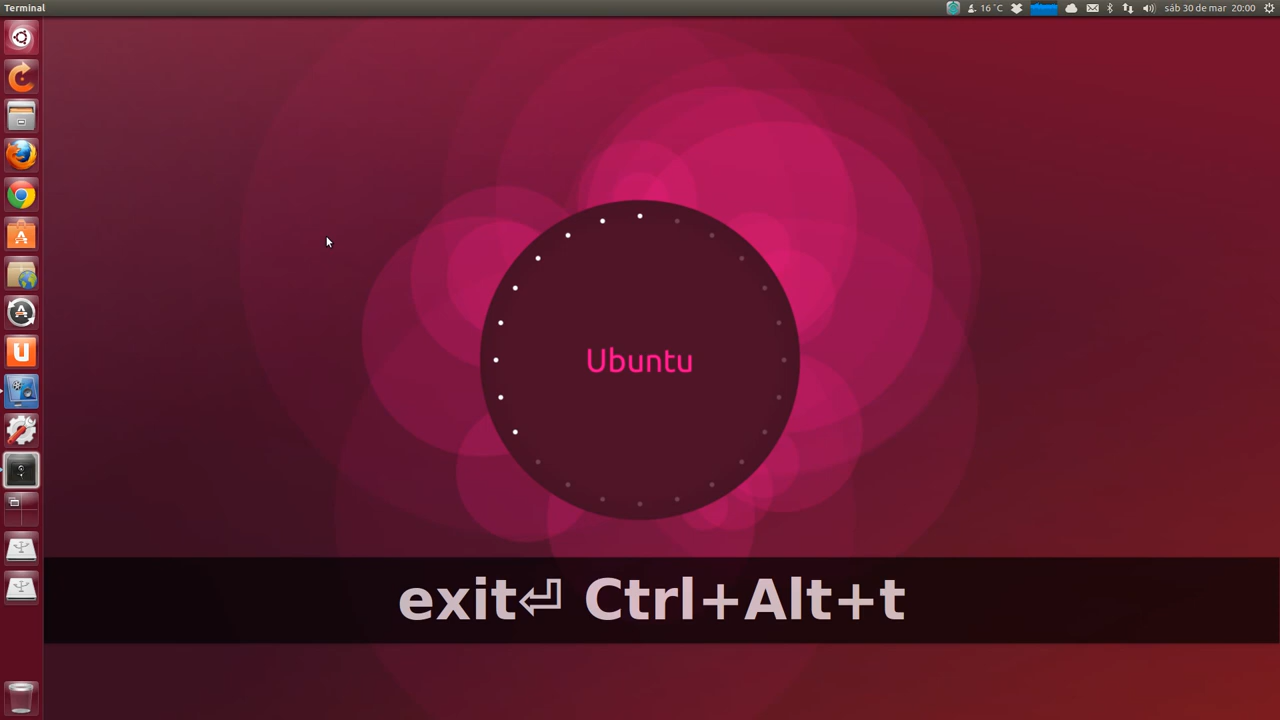 Terminal
16 °C
sáb 30 de mar 20:00
Ubuntu
exit⏎ Ctrl+Alt+t